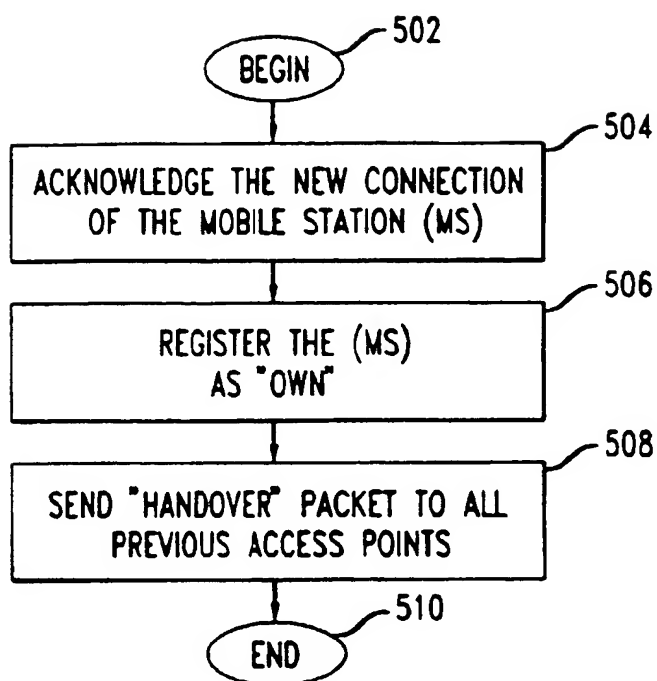 502
BEGIN
504
ACKNOWLEDGE THE NEW CONNECTION
OF THE MOBILE STATION (MS)
506
REGISTER THE (MS)
AS "OWN"
508
SEND "HANDOVER" PACKET TO ALL
PREVIOUS ACCESS POINTS
510
END